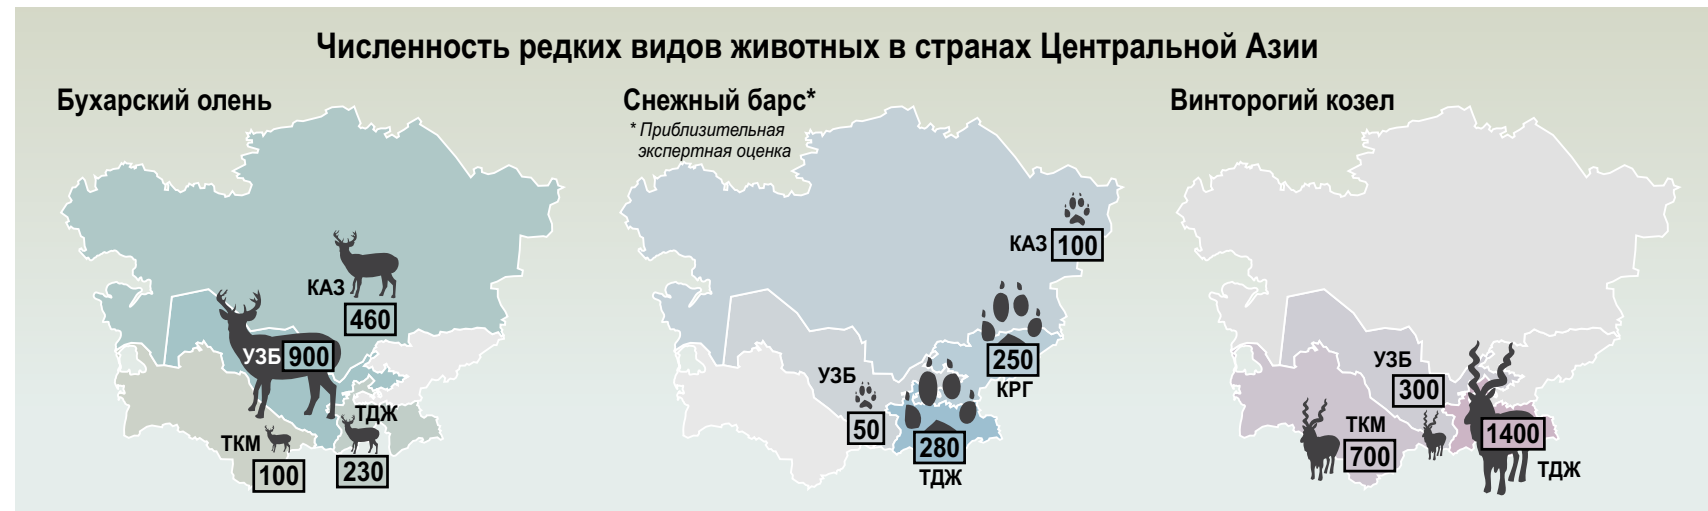 Численность редких видов животных в странах Центральной Азии
Бухарский олень
КАЗ
460
УЗБ 900
ТДЖ
230
ТКМ
100
Снежный барс*
* Приблизительная
экспертная оценка
КАЗ 100
250
КРГ
УЗБ
50
280
ТДЖ
Винторогий козел
УЗБ
300
ТКМ
700
1400
ТДЖ